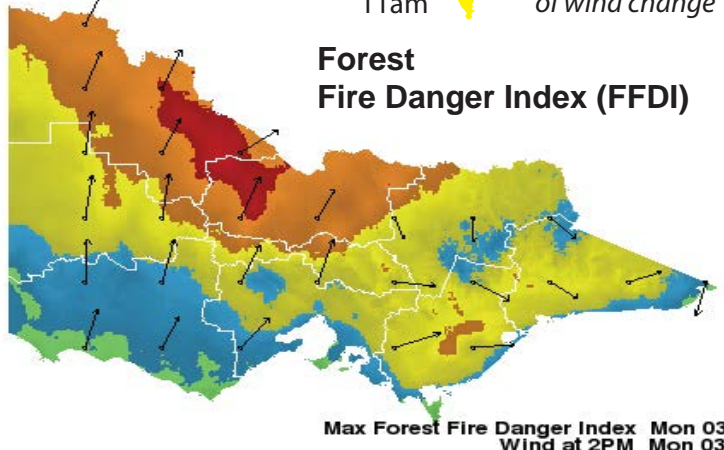 11am
of wind change
Forest
Fire Danger Index (FFDI)
Max Forest Fire Danger Index Mon 03
Wind at 2PM Mon 03